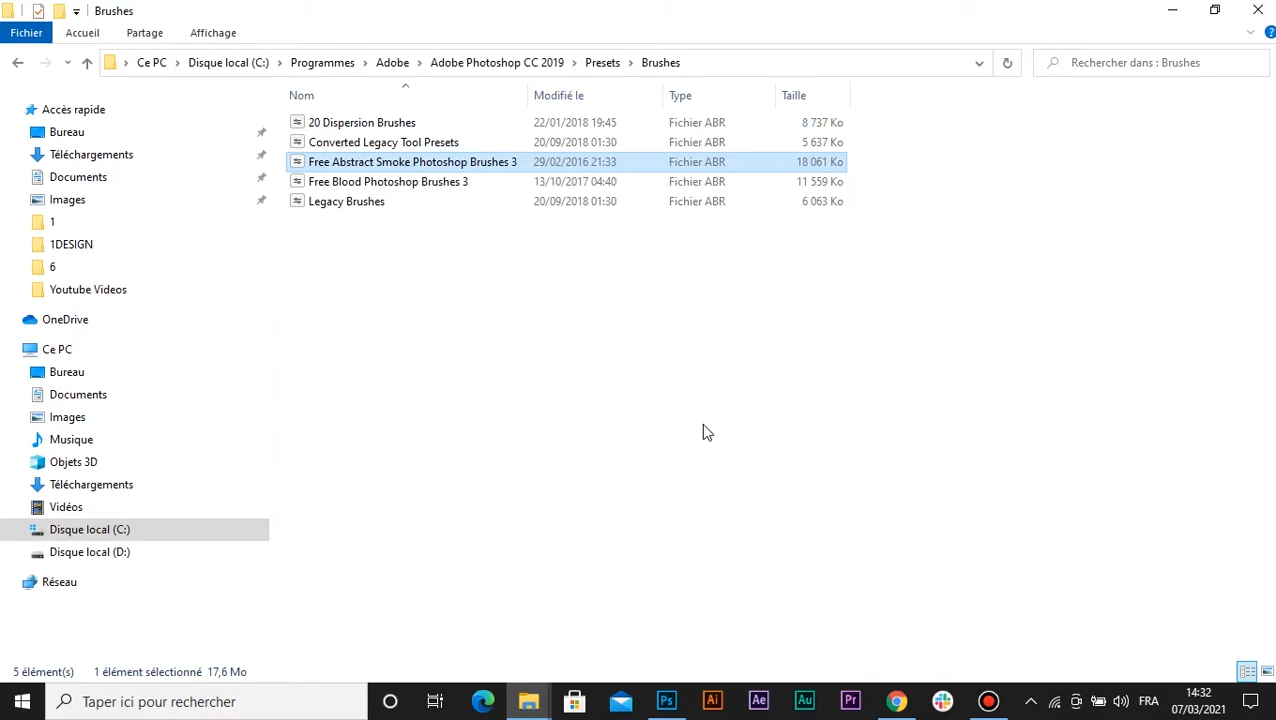 Brushes
Fichier Accueil Partage Affichage
Ce PC Disque local (C:) Programmes Adobe Adobe Photoshop CC 2019 Presets Brushes
Rechercher dans : Brushes
Nom Modifié le Type Taille
20 Dispersion Brushes 22/01/2018 19:45 Fichier ABR 8 737 Ko
Converted Legacy Tool Presets 20/09/2018 01:30 Fichier ABR 5 637 Ko
Free Abstract Smoke Photoshop Brushes 3 29/02/2016 21:33 Fichier ABR 18 061 Ko
Free Blood Photoshop Brushes 3 13/10/2017 04:40 Fichier ABR 11 559 Ko
Legacy Brushes 20/09/2018 01:30 Fichier ABR 6 063 Ko
Accès rapide
Bureau
Téléchargements
Documents
Images
1
1DESIGN
6
Youtube Videos
OneDrive
Ce PC
Bureau
Documents
Images
Musique
Objets 3D
Téléchargements
Vidéos
Disque local (C:)
Disque local (D:)
Réseau
5 élément(s) 1 élément sélectionné 17,6 Mo
Taper ici pour rechercher
Ps Ai Ae Au Pr
FRA
14:32
07/03/2021